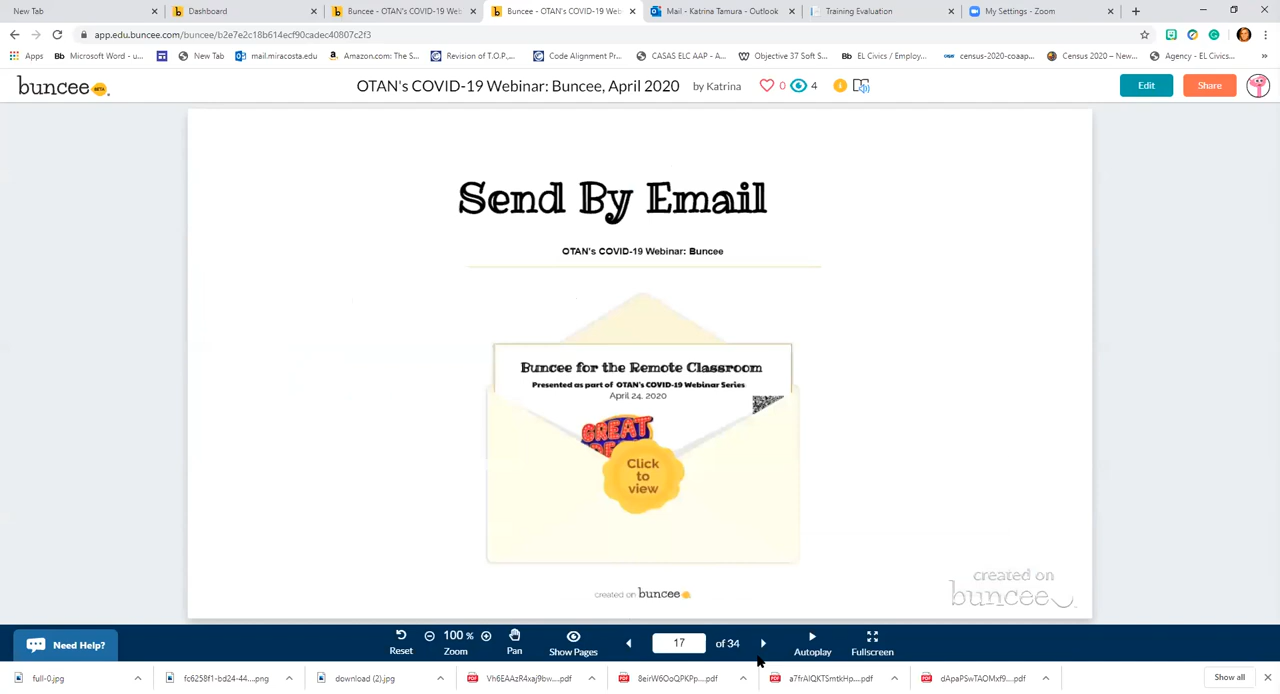 New Tab
Dashboard
Buncee - OTAN's COVID-19 Web
Buncee - OTAN's COVID-19 Web
Mail - Katrina Tamura - Outlook
Training Evaluation
My Settings - Zoom
app.edu.buncee.com/buncee/b2e7e2c18b614ecf90cadec40807c2f3
Apps
Microsoft Word - u...
New Tab
mail.miracosta.edu
Amazon.com: The S...
Revision of T.O.P.,...
Code Alignment Pr...
CASAS ELC AAP - A...
Objective 37 Soft S...
EL Civics / Employ...
census-2020-coaap...
Census 2020 – New...
Agency - EL Civics...
buncee
BETA
OTAN's COVID-19 Webinar: Buncee, April 2020
by Katrina
0
4
Edit
Share
Send By Email
OTAN's COVID-19 Webinar: Buncee
Buncee for the Remote Classroom
Presented as part of OTAN's COVID-19 Webinar Series
April 24, 2020
GREAT
Click
to
view
created on buncee
created on
buncee
Need Help?
Reset
100 %
Zoom
Pan
Show Pages
17
of 34
Autoplay
Fullscreen
full-0.jpg
fc6258f1-bd24-44....png
download (2).jpg
Vh6EAAzR4xaj9bw....pdf
8eirW6OoQPKPp....pdf
a7frAlQKTSmtkHp....pdf
dApaPSwTAOMxf9....pdf
Show all